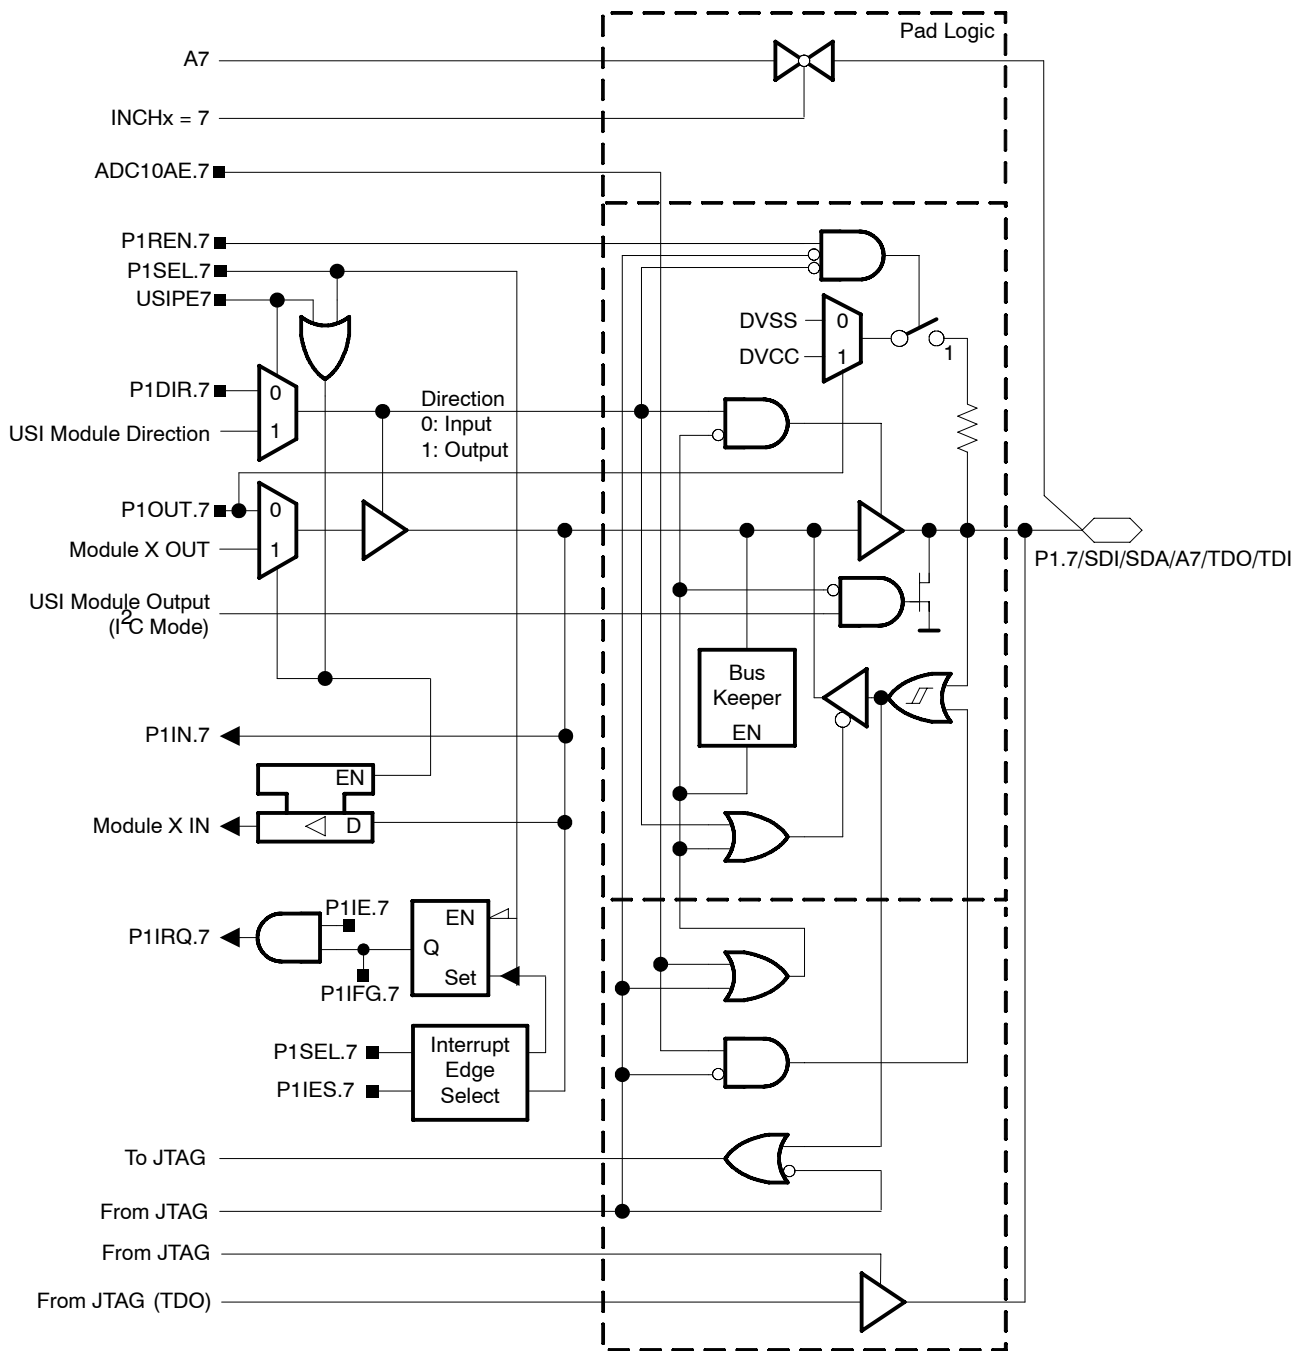 Pad Logic
A7
INCHx = 7
ADC10AE.7
P1REN.7
P1SEL.7
USIPE7
DVSS
0
DVCC
1
1
P1DIR.7
0
USI Module Direction
1
Direction
0: Input
1: Output
P1OUT.7
0
Module X OUT
1
P1.7/SDI/SDA/A7/TDO/TDI
USI Module Output
(I2C Mode)
Bus
Keeper
EN
P1IN.7
EN
Module X IN
D
P1IE.7
P1IRQ.7
EN
Q
Set
P1IFG.7
P1SEL.7
P1IES.7
Interrupt
Edge
Select
To JTAG
From JTAG
From JTAG
From JTAG (TDO)